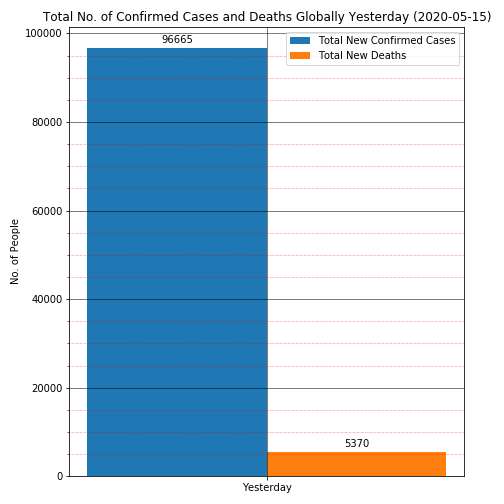 Total No. of Confirmed Cases and Deaths Globally Yesterday (2020-05-15)
96665
Total New Confirmed Cases
Total New Deaths
100000
80000
60000
40000
20000
0
No. of People
5370
Yesterday